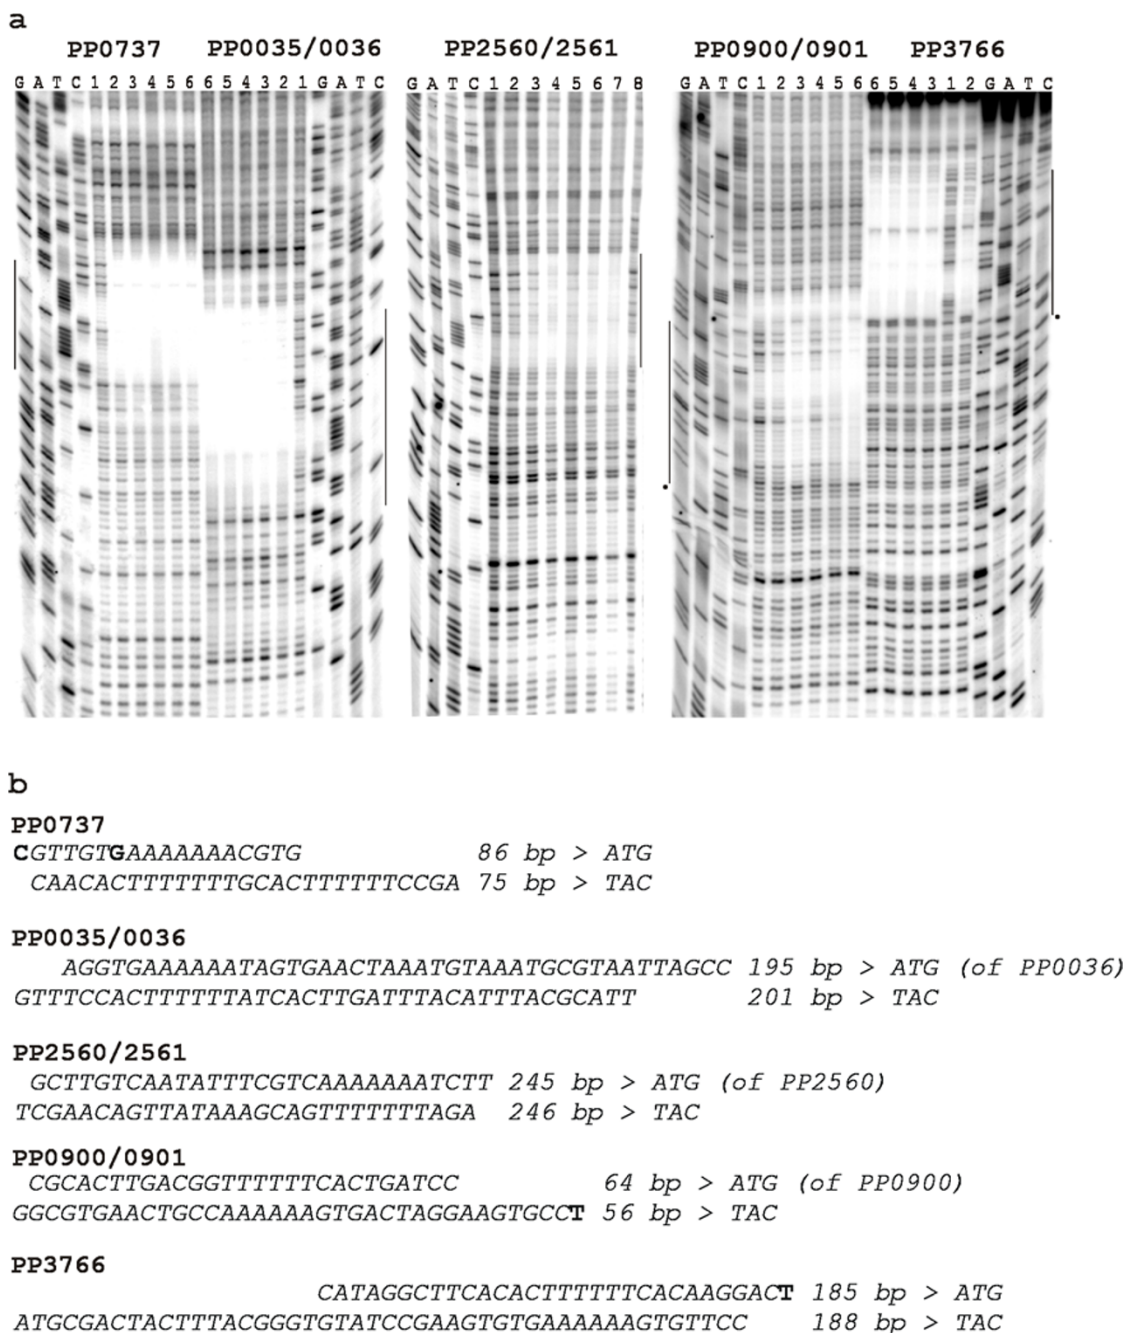 a
PP0737 PP0035/0036 PP2560/2561 PP0900/0901 PP3766
G A T C 1 2 3 4 5 6 6 5 4 3 2 1 G A T C G A T C 1 2 3 4 5 6 7 8 G A T C 1 2 3 4 5 6 6 5 4 3 1 2 G A T C
b
PP0737
CGTTGTGAAAAAAACGTG 86 bp > ATG
CAACACTTTTTTTGCACTTTTTTCCGA 75 bp > TAC
PP0035/0036
AGGTGAAAAAATAGTGAACTAAATGTAAATGCGTAATTAGCC 195 bp > ATG (of PP0036)
GTTTCCACTTTTTTATCACTTGATTTACATTTACGCATT 201 bp > TAC
PP2560/2561
GCTTGTCAATATTTCGTCAAAAAAATCTT 245 bp > ATG (of PP2560)
TCGAACAGTTATAAAGCAGTTTTTTTAGA 246 bp > TAC
PP0900/0901
CGCACTTGACGGTTTTTTCACTGATCC 64 bp > ATG (of PP0900)
GGCGTGAACTGCCAAAAAAGTGACTAGGAAGTGCCT 56 bp > TAC
PP3766
CATAGGCTTCACACTTTTTTCACAAGGACT 185 bp > ATG
ATGCGACTACTTTACGGGTGTATCCGAAGTGTGAAAAAAGTGTTCC 188 bp > TAC